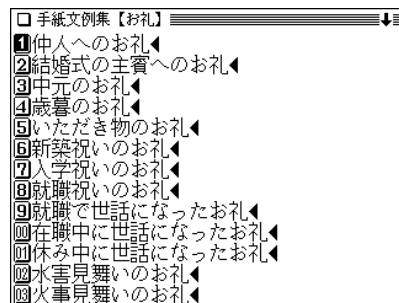 手紙文例集【お礼】
1仲人へのお礼
2結婚式の主賓へのお礼
3中元のお礼
4歳暮のお礼
5いただき物のお礼
6新築祝いのお礼
7入学祝いのお礼
8就職祝いのお礼
9就職で世話になったお礼
00在職中に世話になったお礼
01休み中に世話になったお礼
02水害見舞いのお礼
03火事見舞いのお礼